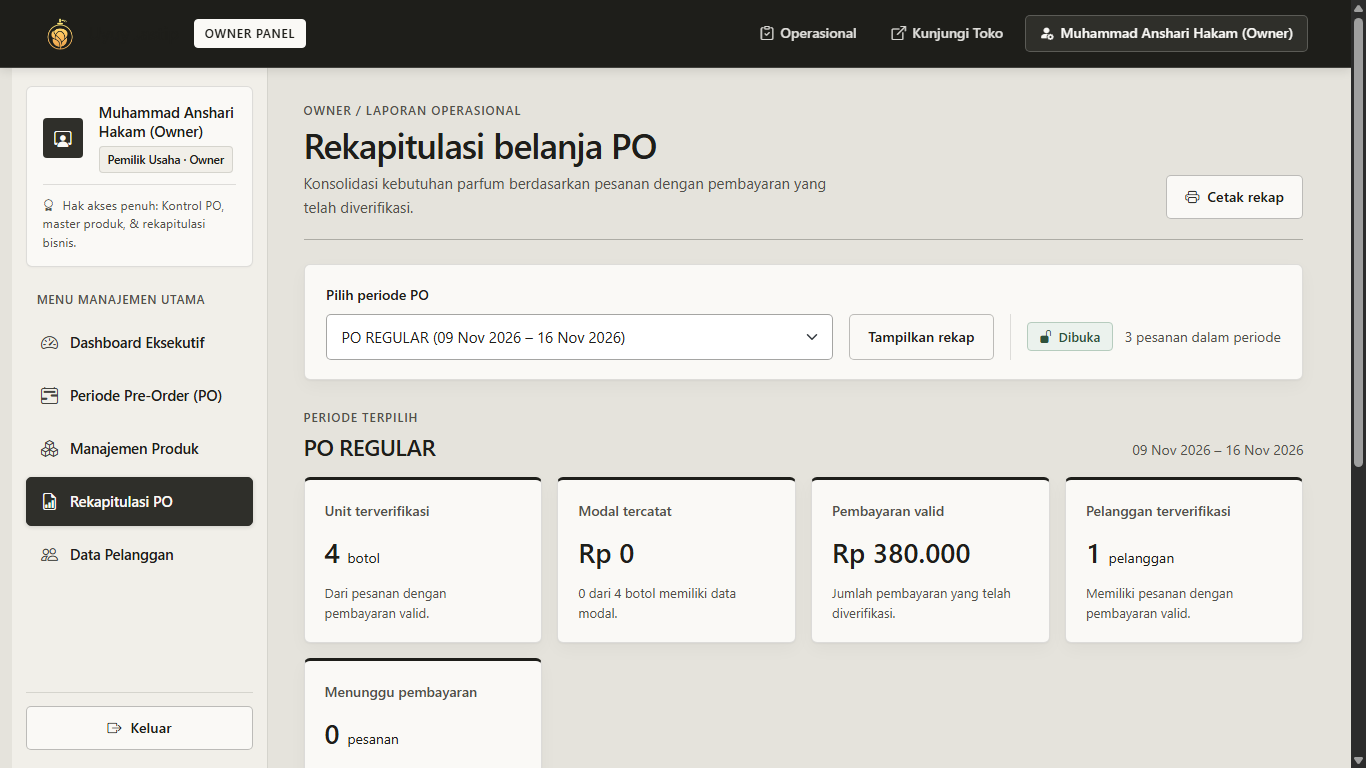 OWNER PANEL
Operasional
Kunjungi Toko
Muhammad Anshari Hakam (Owner)
Muhammad Anshari
Hakam (Owner)
Pemilik Usaha · Owner
Hak akses penuh: Kontrol PO,
master produk, & rekapitulasi
bisnis.
MENU MANAJEMEN UTAMA
Dashboard Eksekutif
Periode Pre-Order (PO)
Manajemen Produk
Rekapitulasi PO
Data Pelanggan
Keluar
OWNER / LAPORAN OPERASIONAL
Rekapitulasi belanja PO
Konsolidasi kebutuhan parfum berdasarkan pesanan dengan pembayaran yang
telah diverifikasi.
Cetak rekap
Pilih periode PO
PO REGULAR (09 Nov 2026 – 16 Nov 2026)
Tampilkan rekap
Dibuka
3 pesanan dalam periode
PERIODE TERPILIH
PO REGULAR
09 Nov 2026 – 16 Nov 2026
Unit terverifikasi
4 botol
Dari pesanan dengan
pembayaran valid.
Modal tercatat
Rp 0
0 dari 4 botol memiliki data
modal.
Pembayaran valid
Rp 380.000
Jumlah pembayaran yang telah
diverifikasi.
Pelanggan terverifikasi
1 pelanggan
Memiliki pesanan dengan
pembayaran valid.
Menunggu pembayaran
0 pesanan